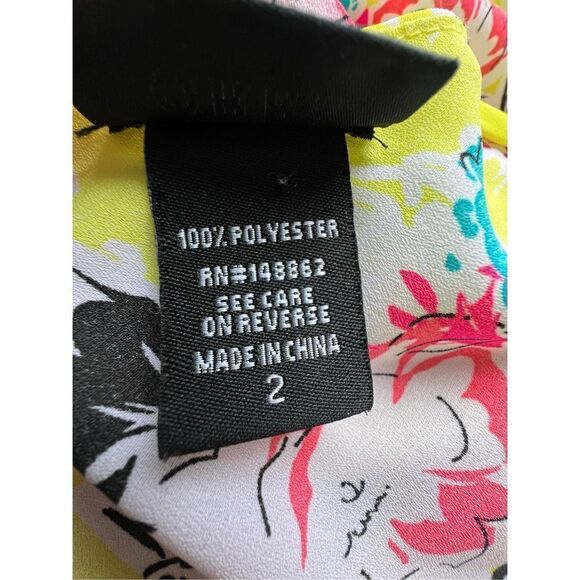 100% POLYESTER
RN#148862
SEE CARE
ON REVERSE
MADE IN CHINA
2